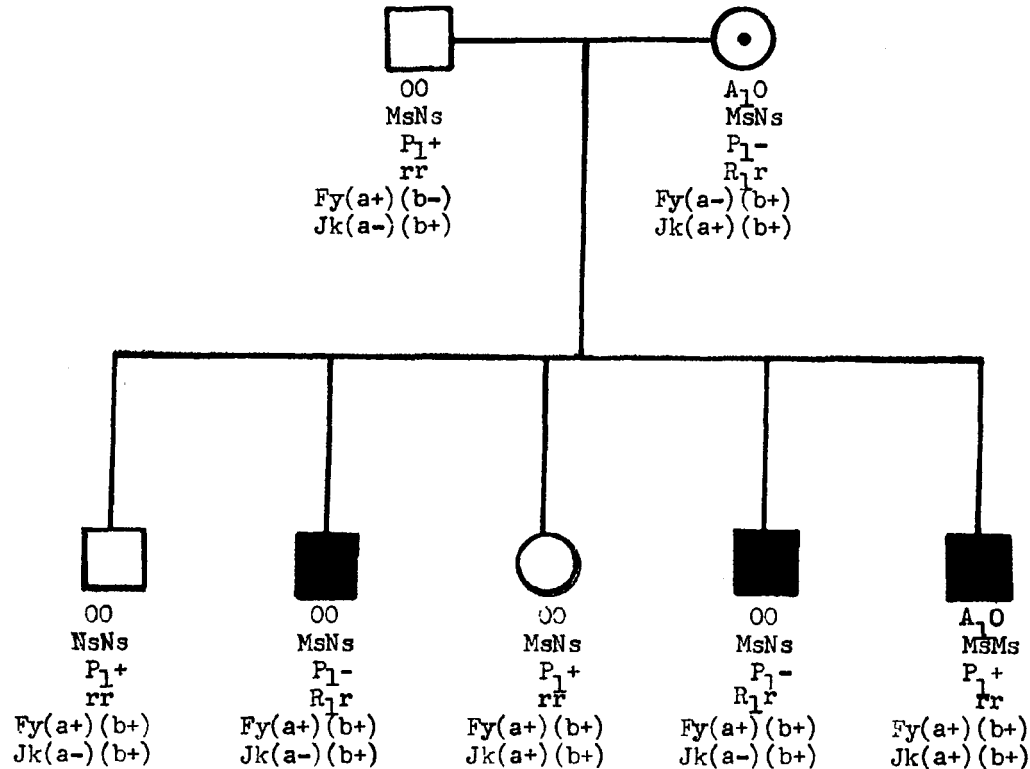 OO
MsNs
P1+
rr
Fy(a+)(b-)
Jk(a-)(b+)
A1O
MsNs
P1-
R1r
Fy(a-)(b+)
Jk(a+)(b+)
OO
NsNs
P1+
rr
Fy(a+)(b+)
Jk(a-)(b+)
OO
MsNs
P1-
R1r
Fy(a+)(b+)
Jk(a-)(b+)
OO
MsNs
P1+
rr
Fy(a+)(b+)
Jk(a+)(b+)
OO
MsNs
P1-
R1r
Fy(a+)(b+)
Jk(a-)(b+)
A1O
MsMs
P1+
rr
Fy(a+)(b+)
Jk(a+)(b+)